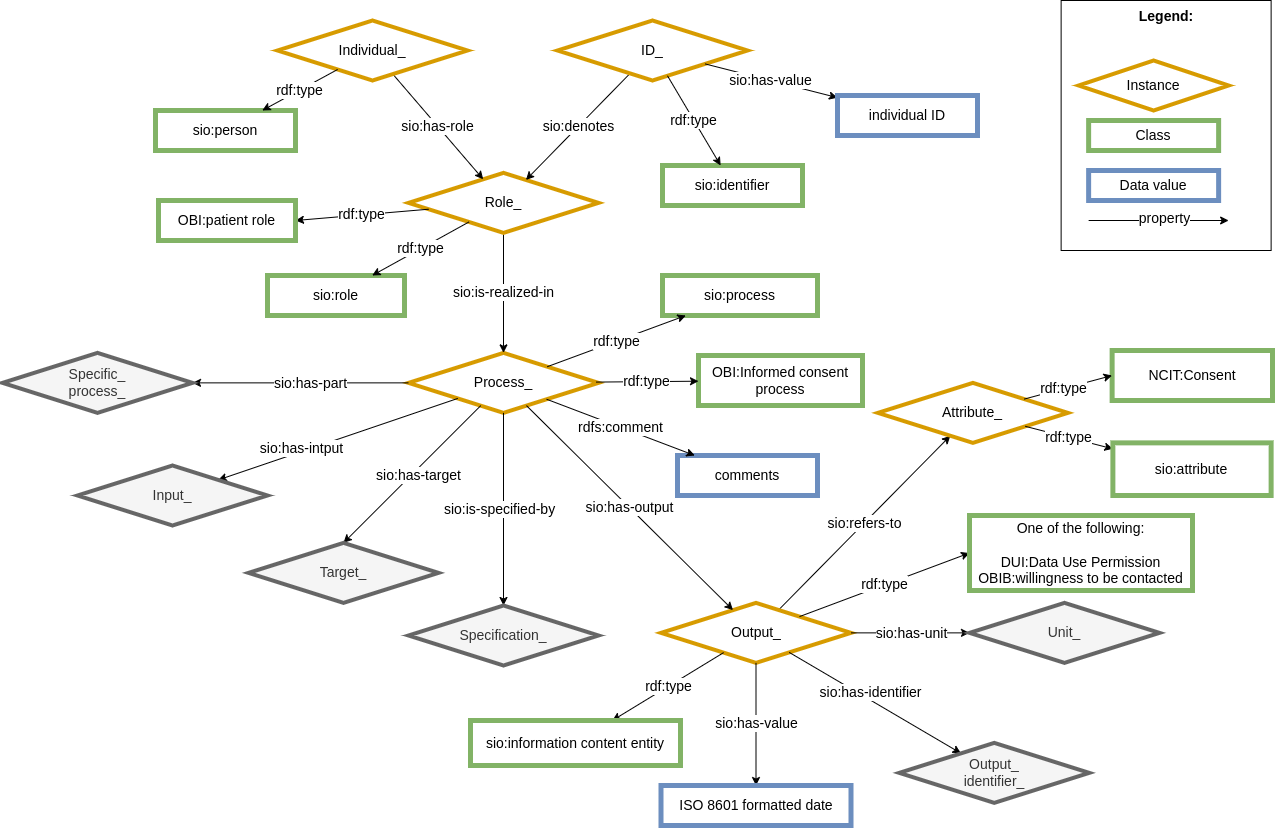 Legend:
Individual_
ID_
sio:has-value
rdf:type
Instance
individual ID
sio:person
sio:has-role
sio:denotes
rdf:type
Class
sio:identifier
Data value
Role_
OBI:patient role
rdf:type
property
rdf:type
sio:role
sio:is-realized-in
sio:process
rdf:type
Specific_
process_
sio:has-part
Process_
rdf:type
OBI:Informed consent
process
NCIT:Consent
rdf:type
Attribute_
rdfs:comment
rdf:type
sio:has-intput
sio:attribute
comments
sio:has-target
Input_
sio:is-specified-by
sio:has-output
sio:refers-to
One of the following:
DUI:Data Use Permission
OBIB:willingness to be contacted
Target_
rdf:type
Specification_
Output_
sio:has-unit
Unit_
rdf:type
sio:has-identifier
sio:has-value
sio:information content entity
Output_
identifier_
ISO 8601 formatted date